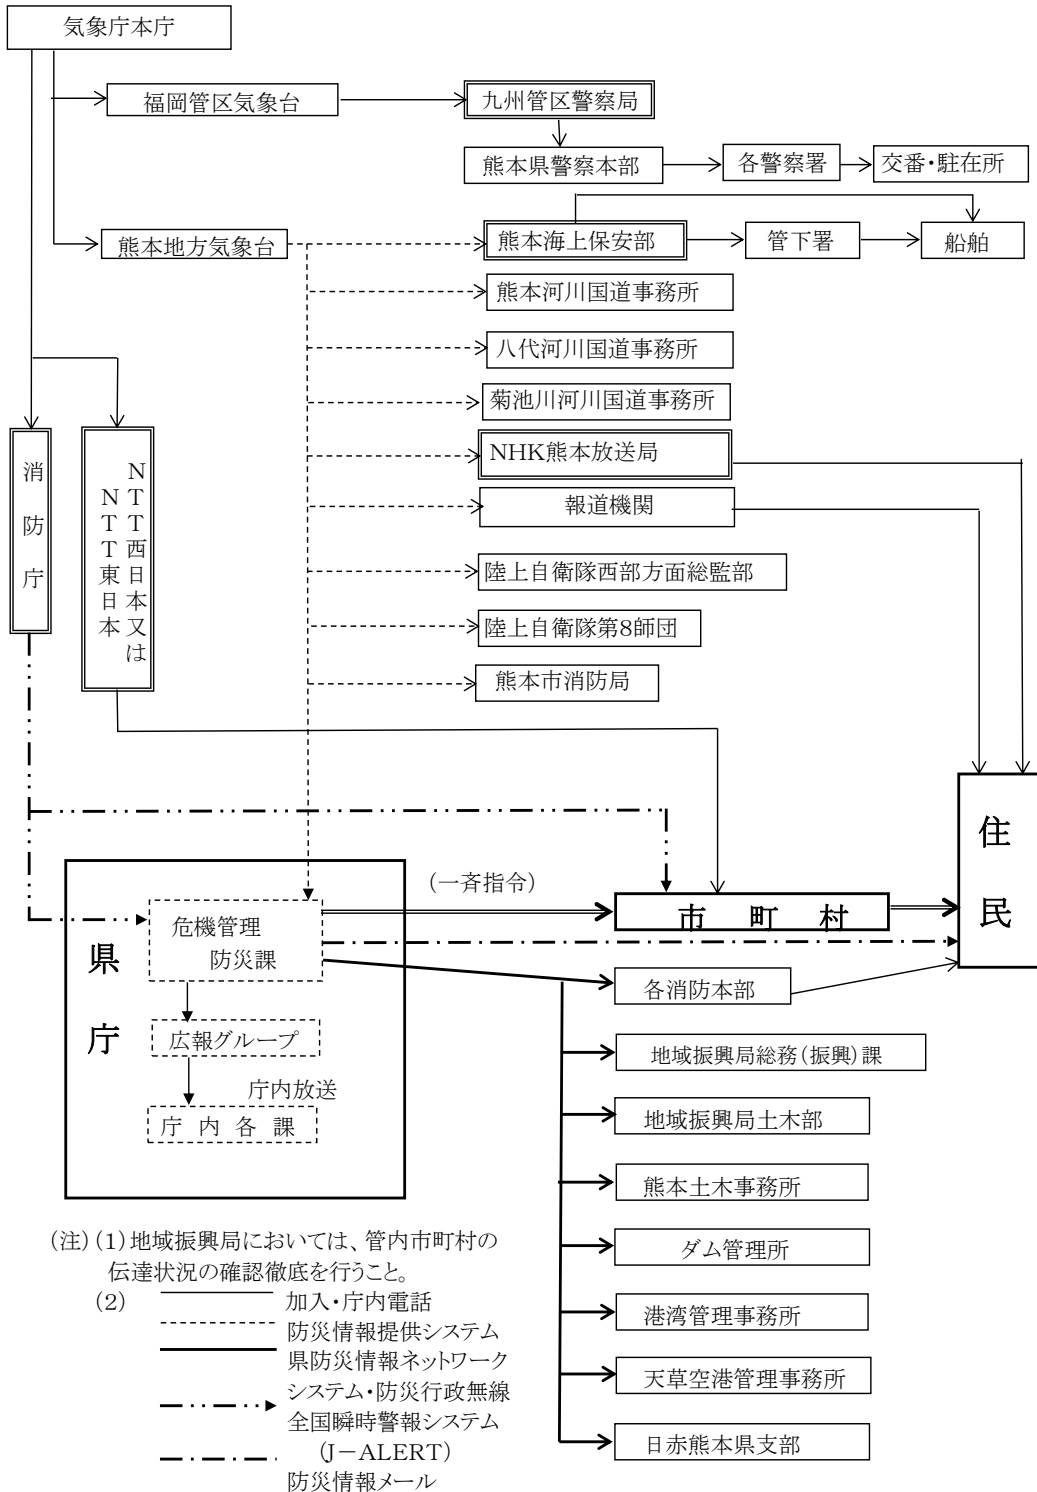 気象庁本庁
福岡管区気象台
九州管区警察局
熊本県警察本部
各警察署
交番・駐在所
熊本地方気象台
熊本海上保安部
管下署
船舶
熊本河川国道事務所
八代河川国道事務所
菊池川河川国道事務所
消防庁
NTT西日本又は
NTT東日本
NHK熊本放送局
報道機関
陸上自衛隊西部方面総監部
陸上自衛隊第8師団
熊本市消防局
住民
(一斉指令)
市町村
県庁
危機管理
防災課
各消防本部
広報グループ
地域振興局総務(振興)課
庁内放送
庁内各課
地域振興局土木部
熊本土木事務所
ダム管理所
港湾管理事務所
天草空港管理事務所
日赤熊本県支部
(注)(1)地域振興局においては、管内市町村の
伝達状況の確認徹底を行うこと。
(2)
加入・庁内電話
防災情報提供システム
県防災情報ネットワーク
システム・防災行政無線
全国瞬時警報システム
(J-ALERT)
防災情報メール